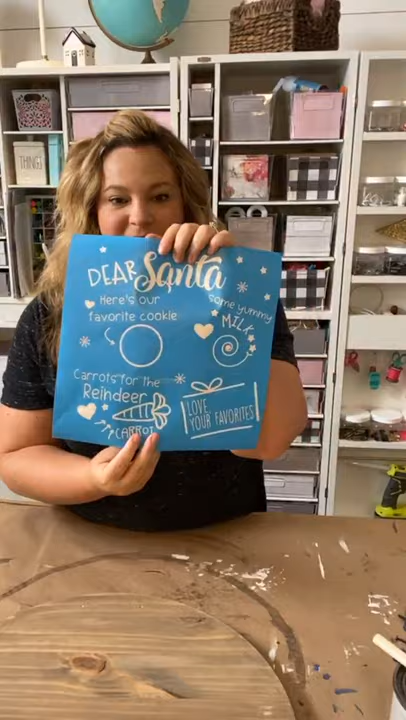 THINGS
DEAR Santa
Here's our
favorite cookie
some yummy
MILK
Carrots for the
Reindeer
CARROT
LOVE
YOUR FAVORITES